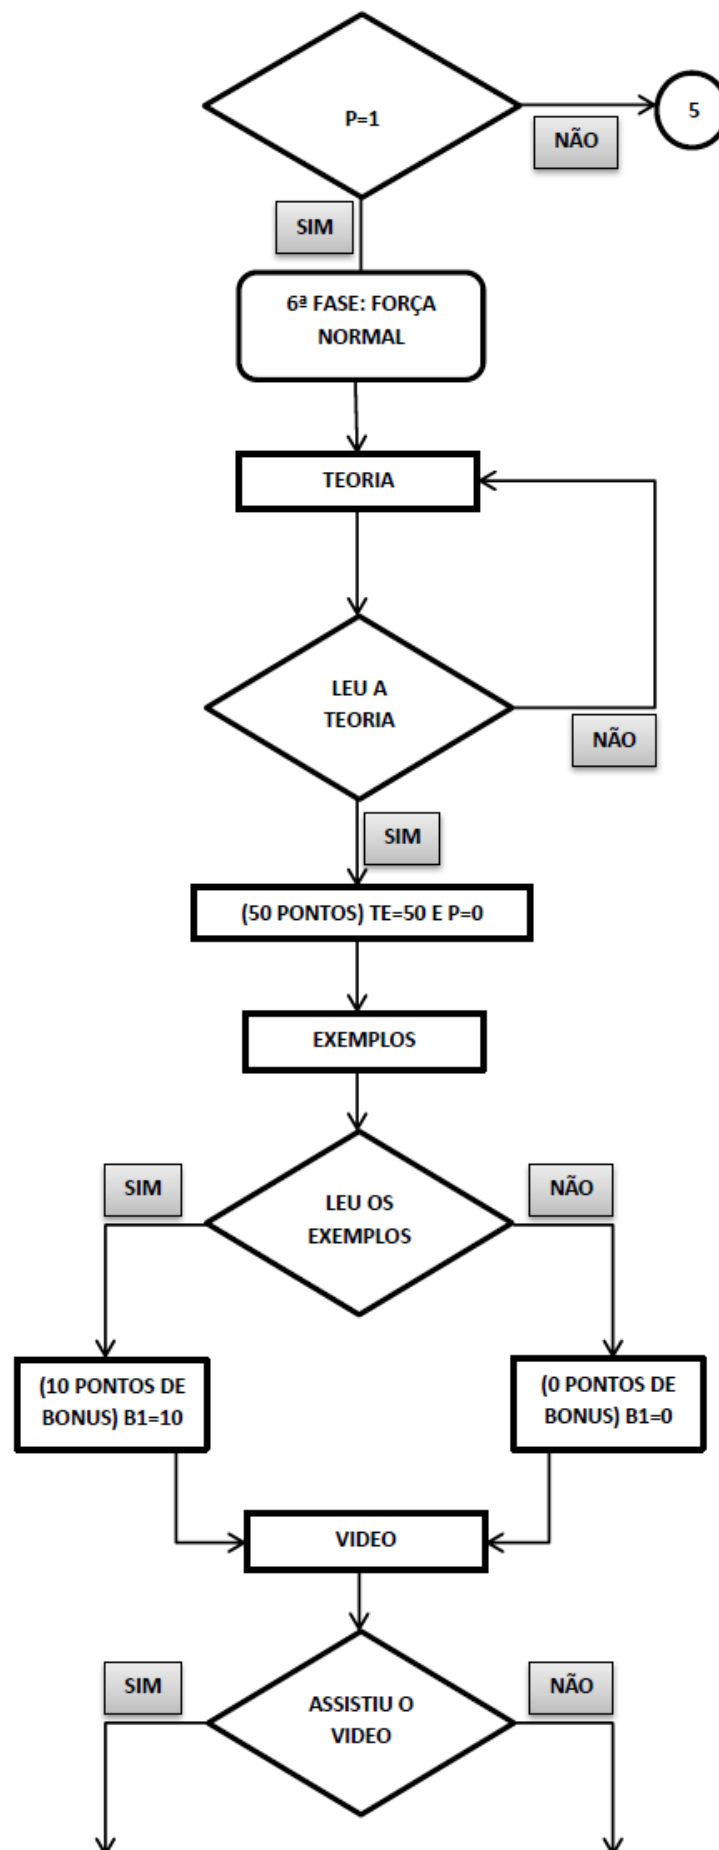 P=1
5
NÃO
SIM
6ª FASE: FORÇA
NORMAL
TEORIA
LEU A
TEORIA
NÃO
SIM
(50 PONTOS) TE=50 E P=0
EXEMPLOS
SIM
LEU OS
EXEMPLOS
NÃO
(10 PONTOS DE
BONUS) B1=10
(0 PONTOS DE
BONUS) B1=0
VIDEO
SIM
ASSISTIU O
VIDEO
NÃO